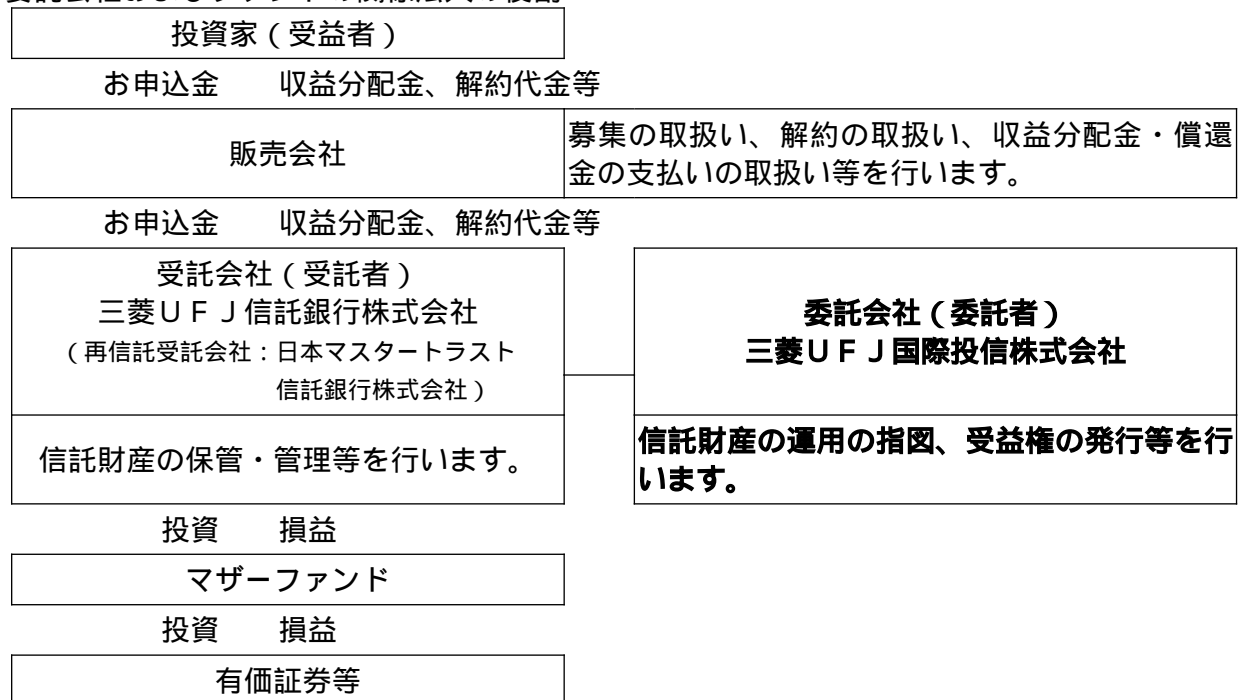 投資家（受益者）
お申込金　　収益分配金、解約代金等
販売会社
募集の取扱い、解約の取扱い、収益分配金・償還
金の支払いの取扱い等を行います。
お申込金　　収益分配金、解約代金等
受託会社（受託者）
三菱ＵＦＪ信託銀行株式会社
（再信託受託会社：日本マスタートラスト
信託銀行株式会社）
委託会社（委託者）
三菱ＵＦＪ国際投信株式会社
信託財産の保管・管理等を行います。
信託財産の運用の指図、受益権の発行等を行
います。
投資　　損益
マザーファンド
投資　　損益
有価証券等